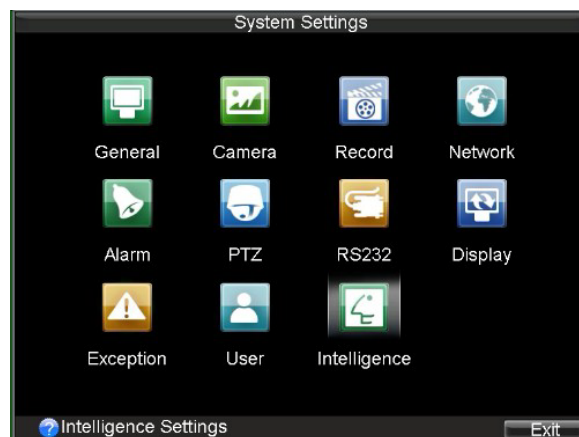 System Settings
General Camera Record Network
Alarm PTZ RS232 Display
Exception User Intelligence
Intelligence Settings Exit